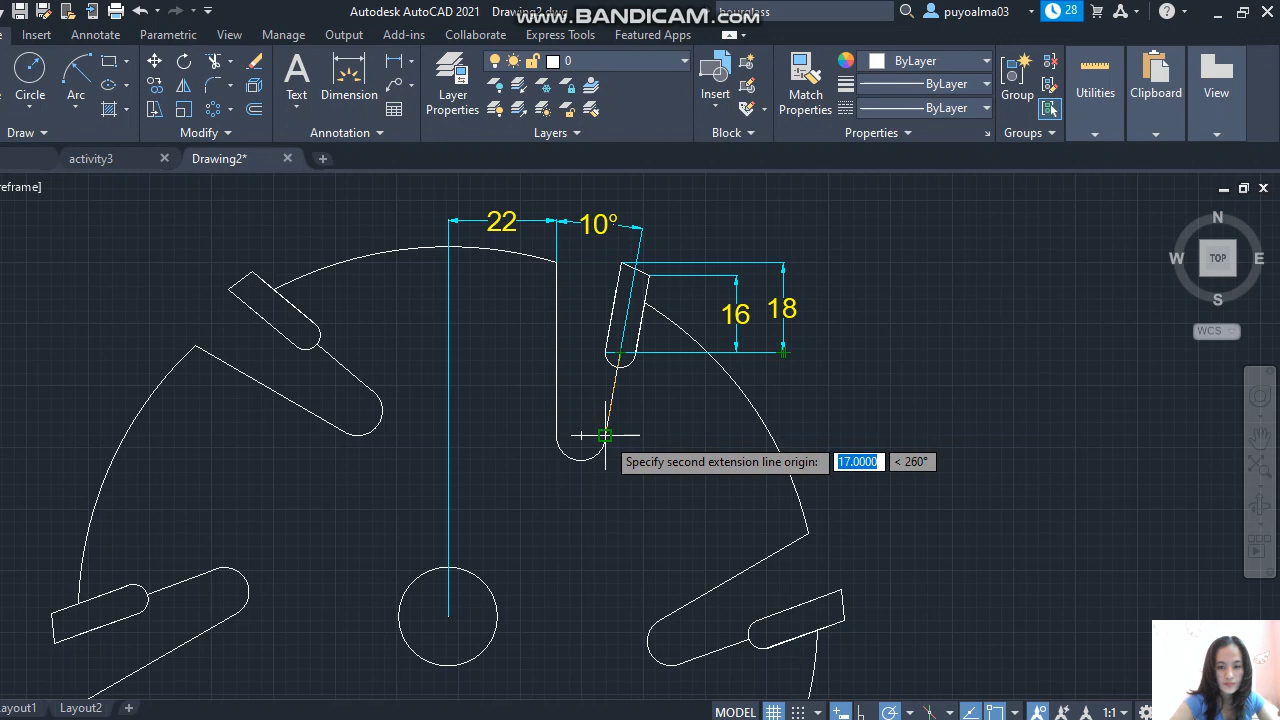 www.BANDICAM.com
Autodesk AutoCAD 2021 Drawing2.dwg
hourglass
puyoalma03
28
Insert Annotate Parametric View Manage Output Add-ins Collaborate Express Tools Featured Apps
Circle Arc
Text Dimension
Layer Properties
0
Insert
Match Properties
ByLayer
ByLayer
ByLayer
Group
Utilities
Clipboard
View
Draw Modify Annotation Layers Block Properties Groups
activity3 Drawing2*
reframe]
22
10°
16
18
Specify second extension line origin: 17.0000 < 260°
N
W TOP E
S
WCS
ayout1 Layout2
MODEL
1:1